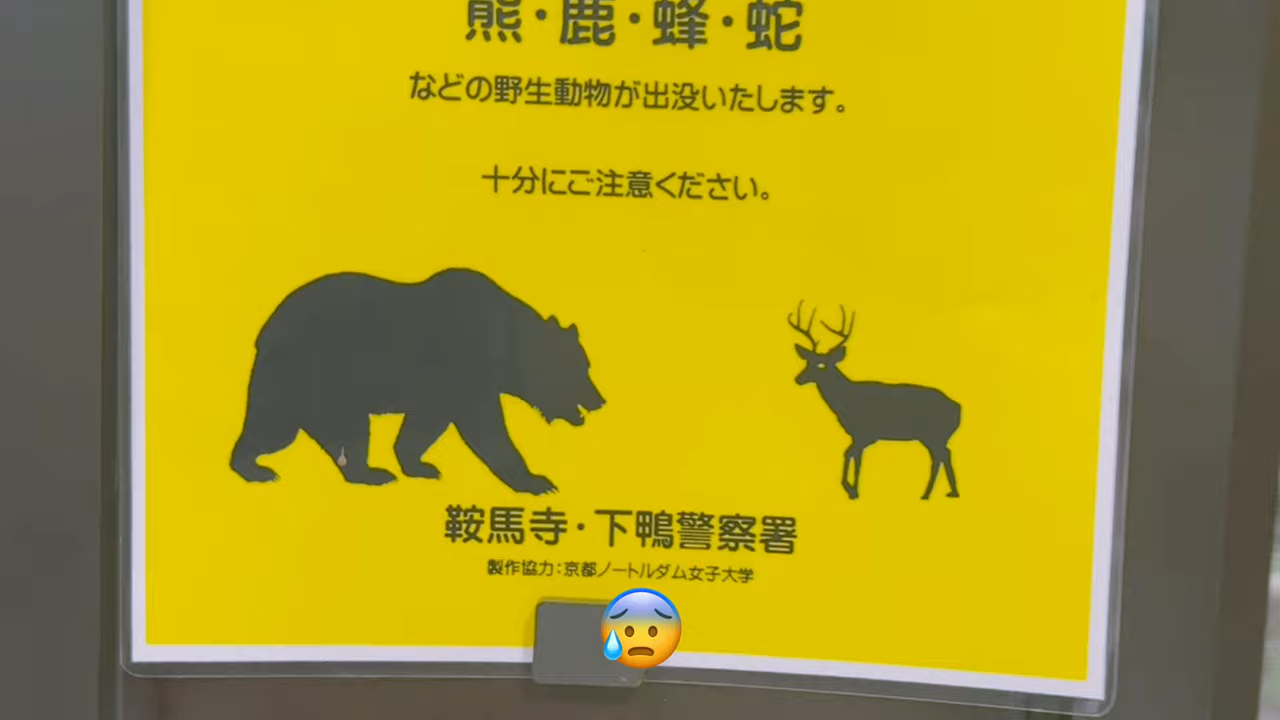 熊・鹿・蜂・蛇
などの野生動物が出没いたします。
十分にご注意ください。
鞍馬寺・下鴨警察署
製作協力：京都ノートルダム女子大学